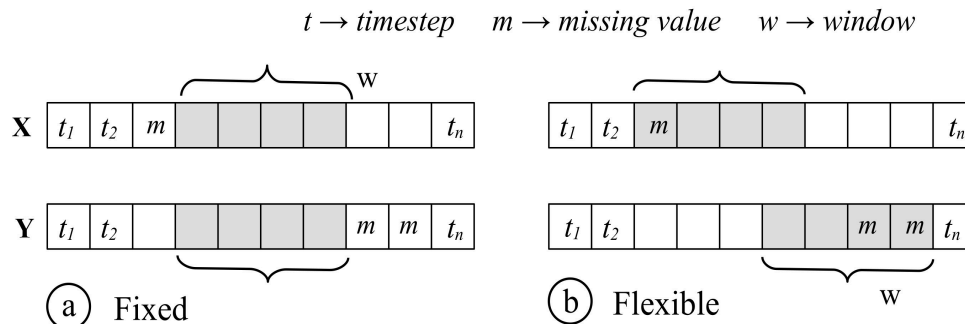 t → timestep m → missing value w → window
w
X t₁ t₂ m tₙ t₁ t₂ m tₙ
Y t₁ t₂ m m tₙ t₁ t₂ m m tₙ
w
a Fixed b Flexible